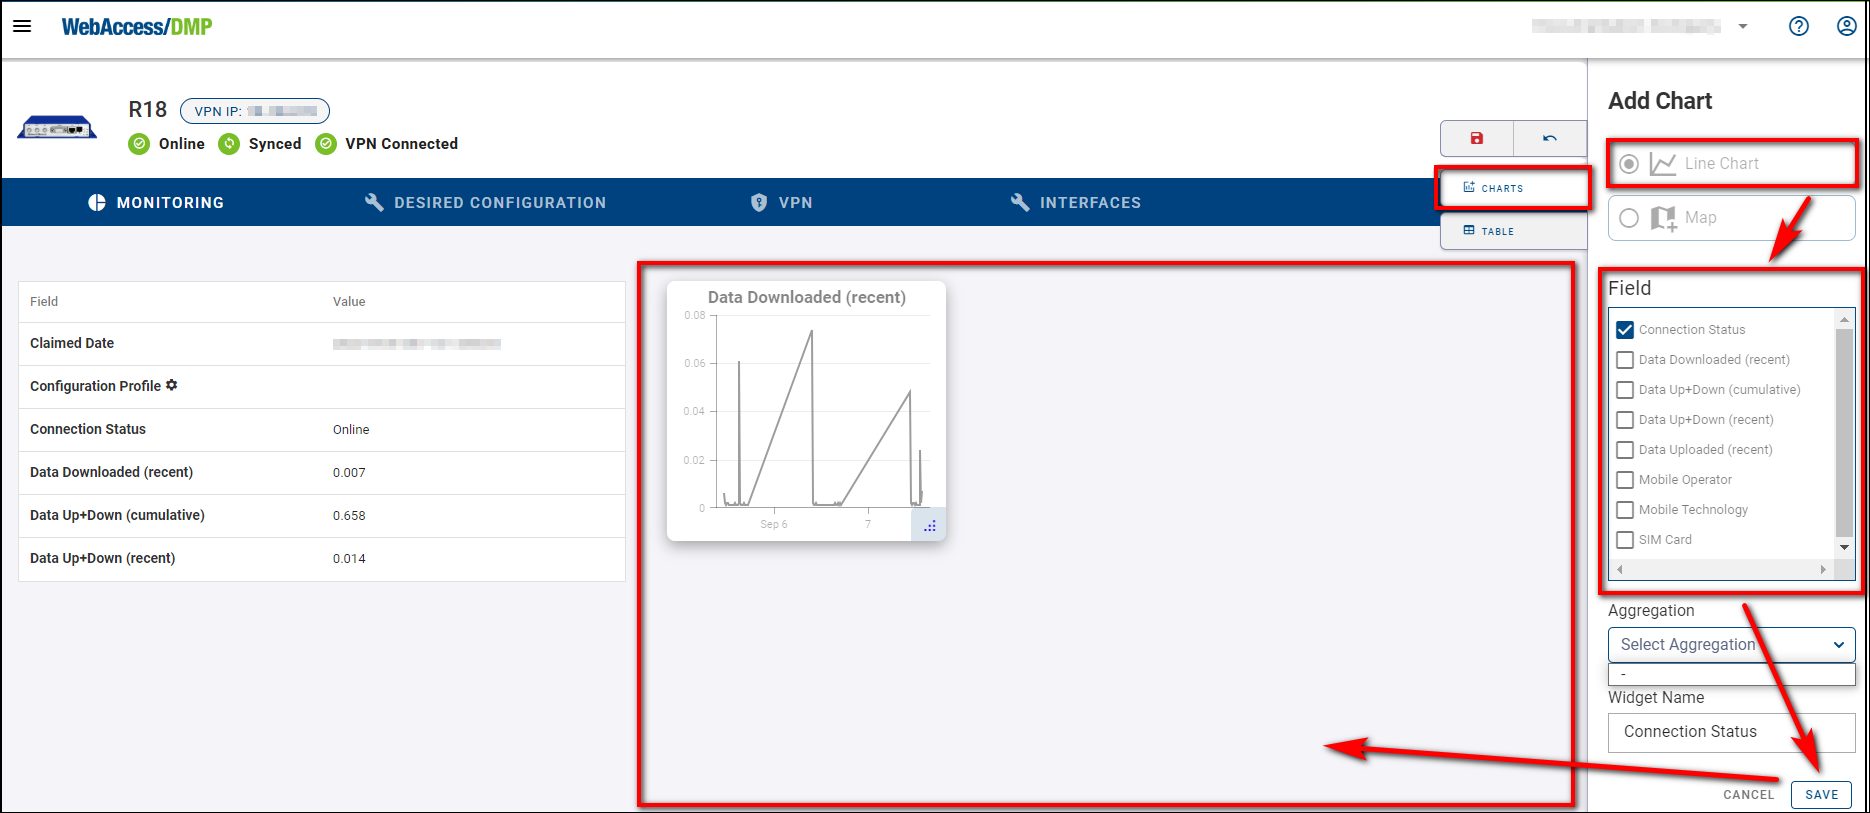 WebAccess/DMP
R18
VPN IP:
Online
Synced
VPN Connected
MONITORING
DESIRED CONFIGURATION
VPN
INTERFACES
CHARTS
TABLE
Field Value
Claimed Date
Configuration Profile
Connection Status Online
Data Downloaded (recent) 0.007
Data Up+Down (cumulative) 0.658
Data Up+Down (recent) 0.014
Data Downloaded (recent)
0.08
0.06
0.04
0.02
0
Sep 6 7
Add Chart
Line Chart
Map
Field
Connection Status
Data Downloaded (recent)
Data Up+Down (cumulative)
Data Up+Down (recent)
Data Uploaded (recent)
Mobile Operator
Mobile Technology
SIM Card
Aggregation
Select Aggregation
-
Widget Name
Connection Status
CANCEL SAVE